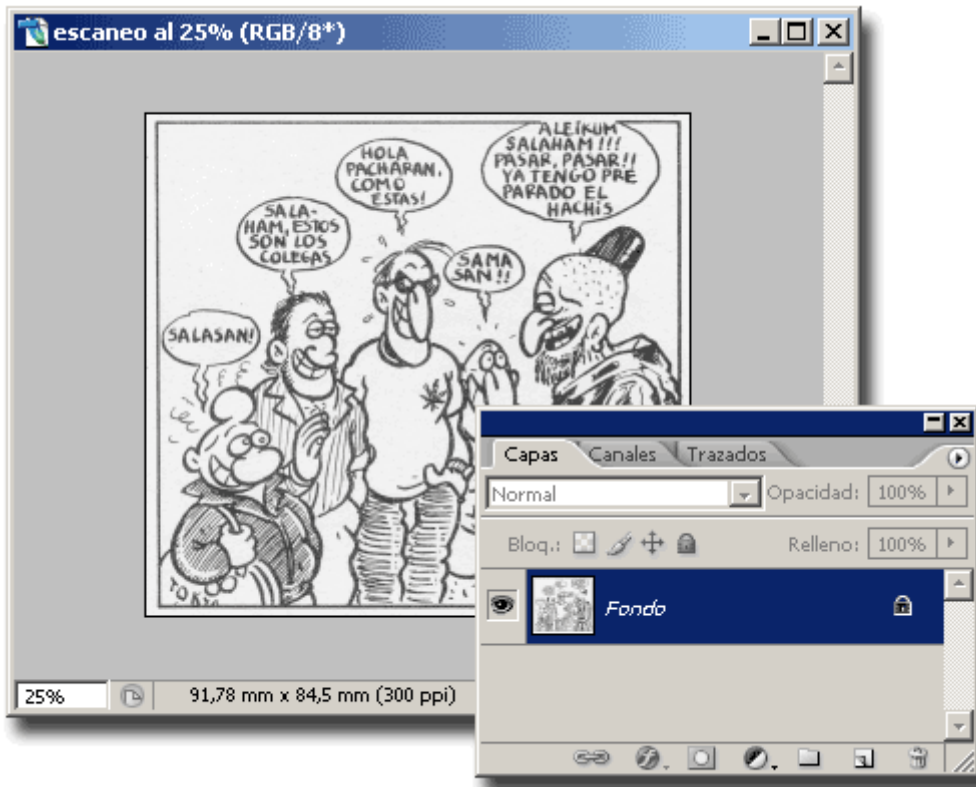 escaneo al 25% (RGB/8*)
ALEÍKUM
SALAHAM!!!
PASAR, PASAR!!
YA TENGO PRE
PARADO EL
HACHÍS
HOLA
PACHARAN,
COMO
ESTAS!
SALA-
HAM, ESTOS
SON LOS
COLEGAS
SAMA
SAN!!
SALASAN!
25%
91,78 mm x 84,5 mm (300 ppi)
Capas Canales Trazados
Normal Opacidad: 100%
Bloq.: Relleno: 100%
Fondo